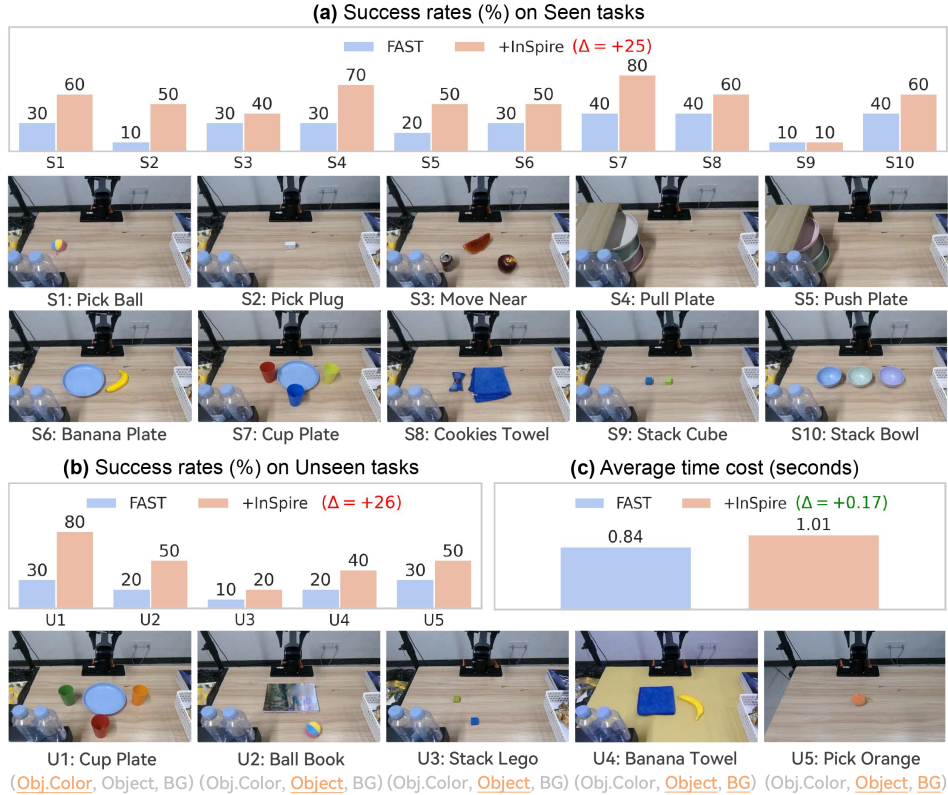 (a) Success rates (%) on Seen tasks
FAST +InSpire (Δ = +25)
30 60 10 50 30 40 30 70 20 50 30 50 40 80 40 60 10 10 40 60
S1 S2 S3 S4 S5 S6 S7 S8 S9 S10
S1: Pick Ball S2: Pick Plug S3: Move Near S4: Pull Plate S5: Push Plate
S6: Banana Plate S7: Cup Plate S8: Cookies Towel S9: Stack Cube S10: Stack Bowl
(b) Success rates (%) on Unseen tasks
FAST +InSpire (Δ = +26)
30 80 20 50 10 20 20 40 30 50
U1 U2 U3 U4 U5
(c) Average time cost (seconds)
FAST +InSpire (Δ = +0.17)
0.84 1.01
U1: Cup Plate U2: Ball Book U3: Stack Lego U4: Banana Towel U5: Pick Orange
(Obj.Color, Object, BG) (Obj.Color, Object, BG) (Obj.Color, Object, BG) (Obj.Color, Object, BG) (Obj.Color, Object, BG)